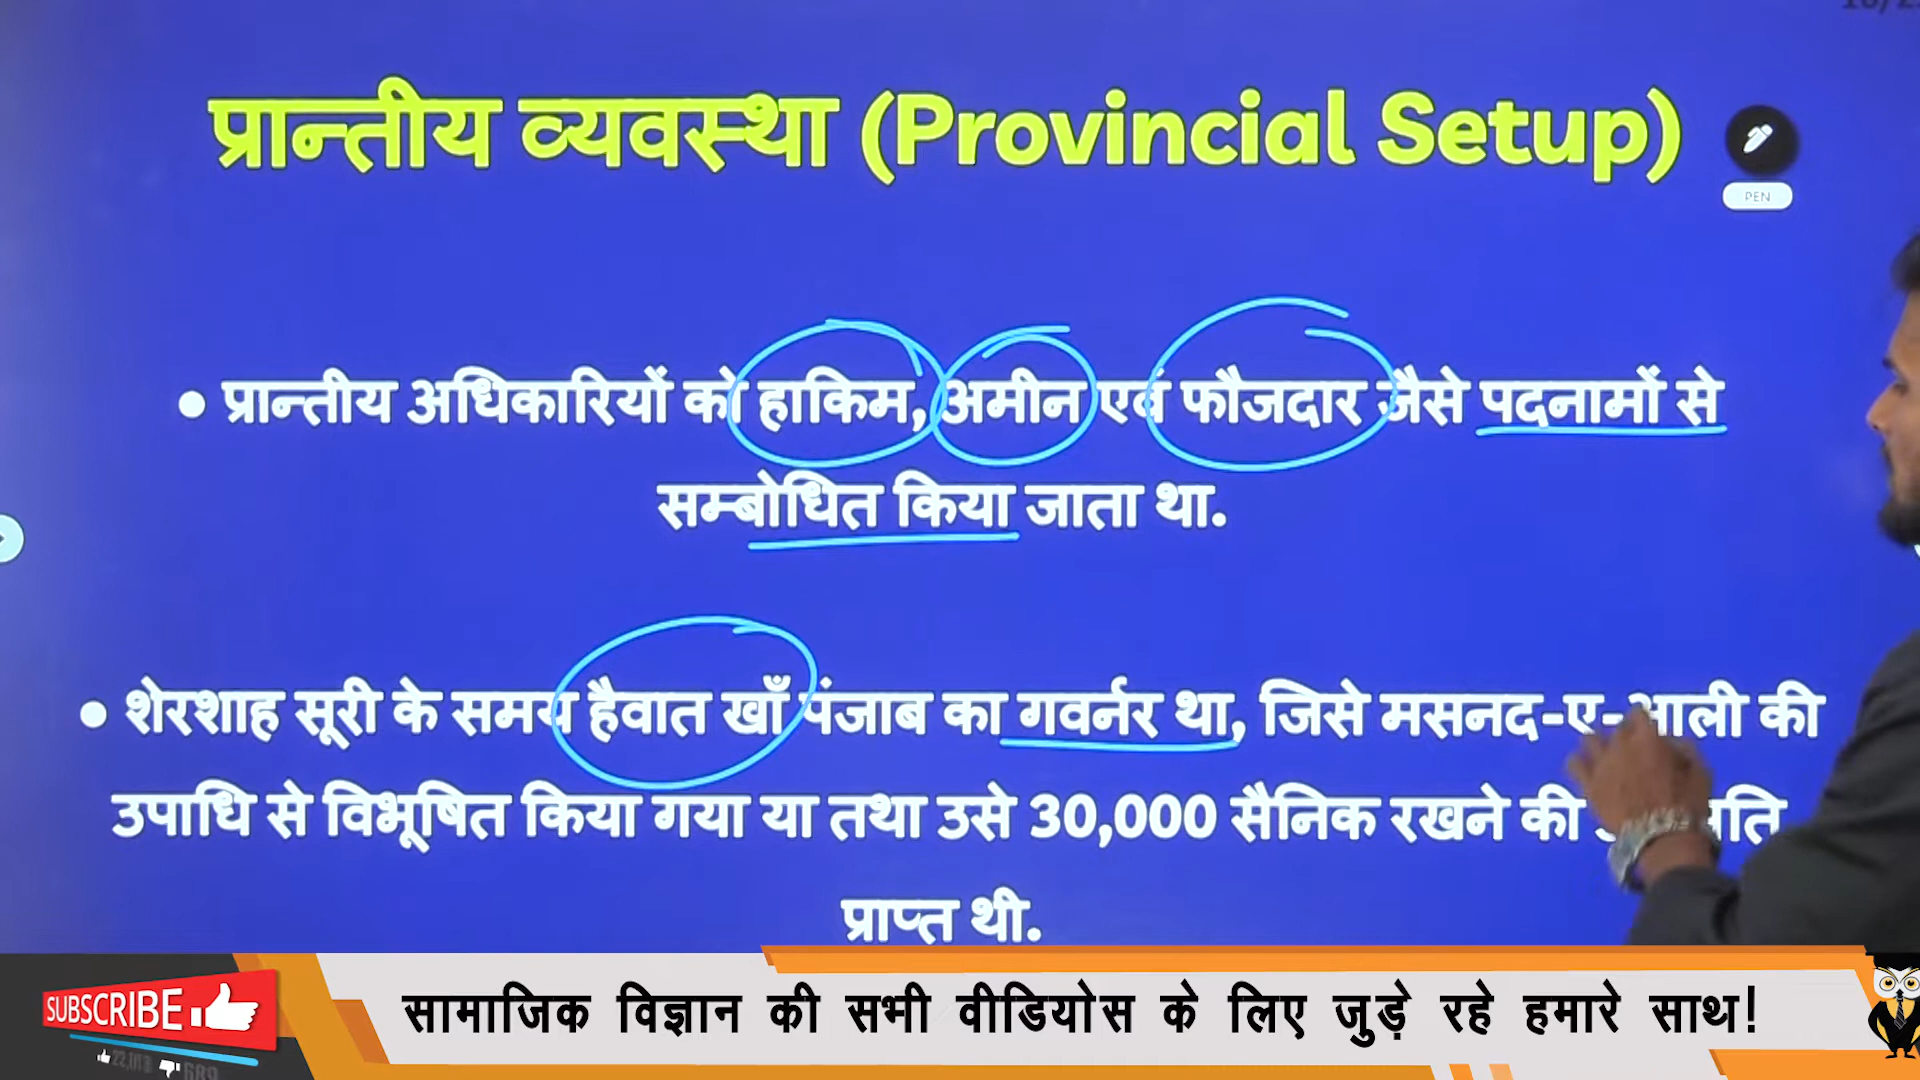 प्रान्तीय व्यवस्था (Provincial Setup)
PEN
• प्रान्तीय अधिकारियों को हाकिम, अमीन एवं फौजदार जैसे पदनामों से
सम्बोधित किया जाता था.
• शेरशाह सूरी के समय हैवात खाँ पंजाब का गवर्नर था, जिसे मसनद-ए-आली की
उपाधि से विभूषित किया गया या तथा उसे 30,000 सैनिक रखने की
प्राप्त थी.
SUBSCRIBE
सामाजिक विज्ञान की सभी वीडियोस के लिए जुड़े रहे हमारे साथ!